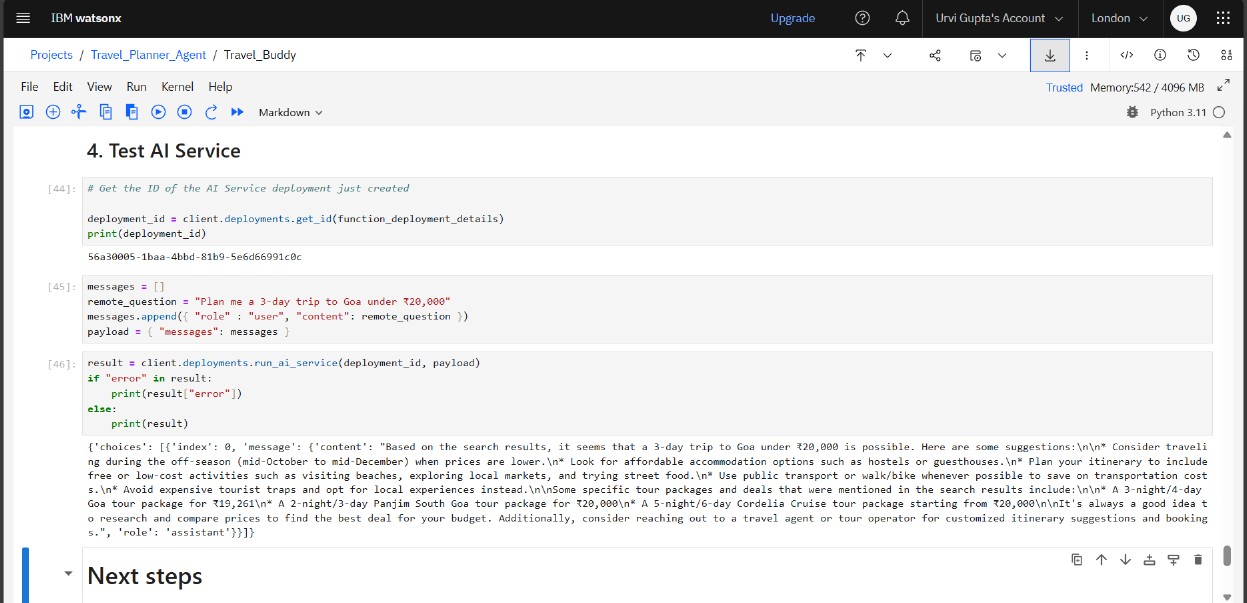 IBM watsonx
Upgrade
Urvi Gupta's Account
London
UG
Projects / Travel_Planner_Agent / Travel_Buddy
File Edit View Run Kernel Help
Trusted Memory:542 / 4096 MB
Markdown
Python 3.11
4. Test AI Service
[44]: # Get the ID of the AI Service deployment just created
deployment_id = client.deployments.get_id(function_deployment_details)
print(deployment_id)
56a30005-1baa-4bbd-81b9-5e6d66991c0c
[45]: messages = []
remote_question = "Plan me a 3-day trip to Goa under ₹20,000"
messages.append({ "role" : "user", "content": remote_question })
payload = { "messages": messages }
[46]: result = client.deployments.run_ai_service(deployment_id, payload)
if "error" in result:
    print(result["error"])
else:
    print(result)
{'choices': [{'index': 0, 'message': {'content': "Based on the search results, it seems that a 3-day trip to Goa under ₹20,000 is possible. Here are some suggestions:\n\n* Consider traveli
ng during the off-season (mid-October to mid-December) when prices are lower.\n* Look for affordable accommodation options such as hostels or guesthouses.\n* Plan your itinerary to include
free or low-cost activities such as visiting beaches, exploring local markets, and trying street food.\n* Use public transport or walk/bike whenever possible to save on transportation cost
s.\n* Avoid expensive tourist traps and opt for local experiences instead.\n\nSome specific tour packages and deals that were mentioned in the search results include:\n\n* A 3-night/4-day
Goa tour package for ₹19,261\n* A 2-night/3-day Panjim South Goa tour package for ₹20,000\n* A 5-night/6-day Cordelia Cruise tour package starting from ₹20,000\n\nIt's always a good idea t
o research and compare prices to find the best deal for your budget. Additionally, consider reaching out to a travel agent or tour operator for customized itinerary suggestions and booking
s.", 'role': 'assistant'}}]}
Next steps